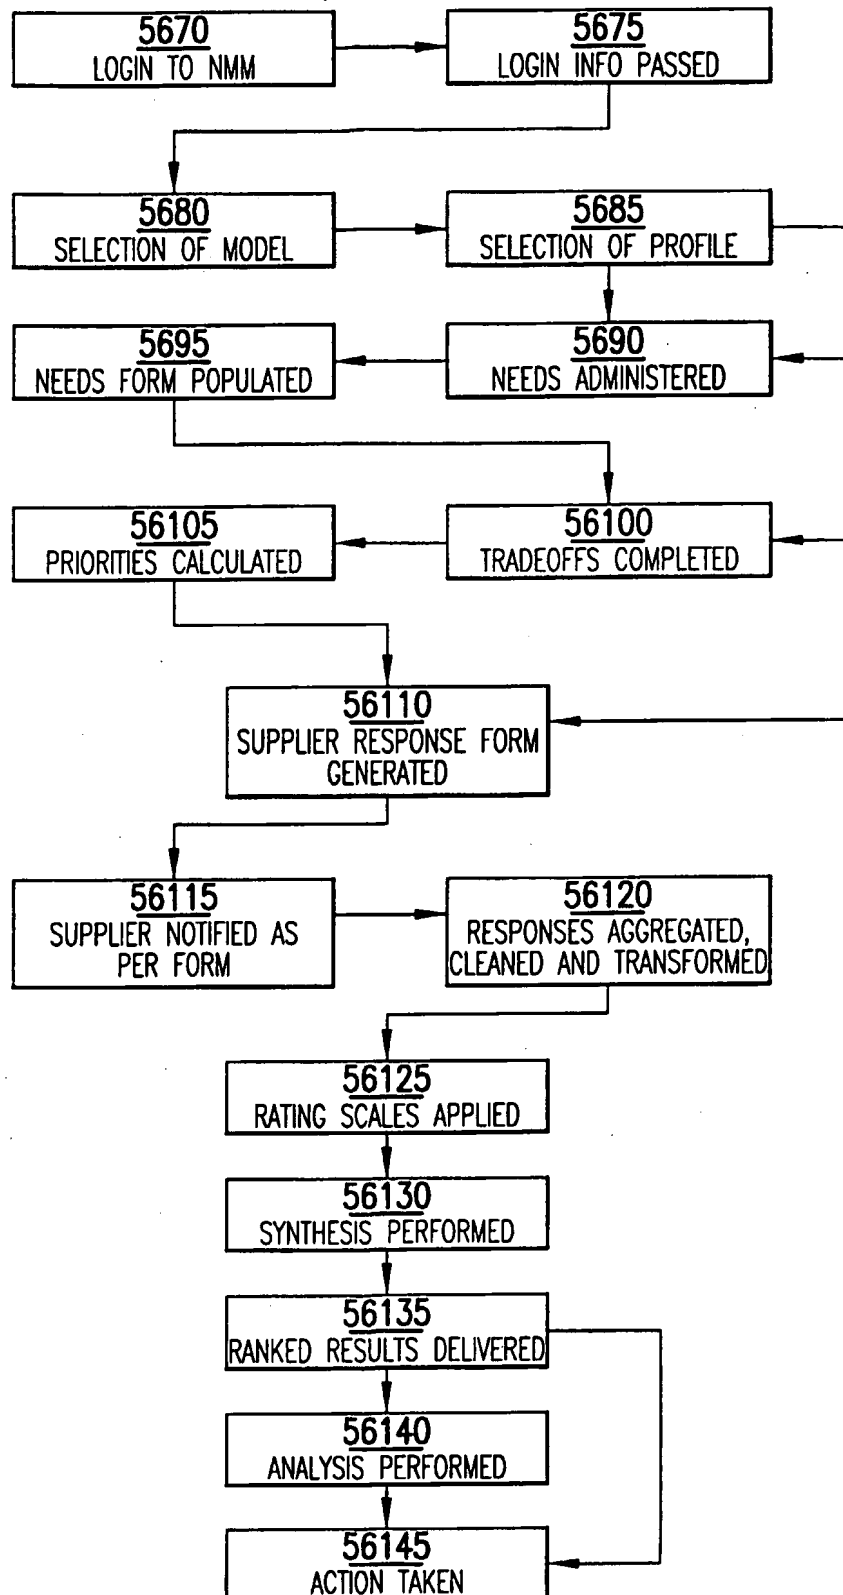 5670
LOGIN TO NMM
5675
LOGIN INFO PASSED
5680
SELECTION OF MODEL
5685
SELECTION OF PROFILE
5695
NEEDS FORM POPULATED
5690
NEEDS ADMINISTERED
56105
PRIORITIES CALCULATED
56100
TRADEOFFS COMPLETED
56110
SUPPLIER RESPONSE FORM
GENERATED
56115
SUPPLIER NOTIFIED AS
PER FORM
56120
RESPONSES AGGREGATED,
CLEANED AND TRANSFORMED
56125
RATING SCALES APPLIED
56130
SYNTHESIS PERFORMED
56135
RANKED RESULTS DELIVERED
56140
ANALYSIS PERFORMED
56145
ACTION TAKEN